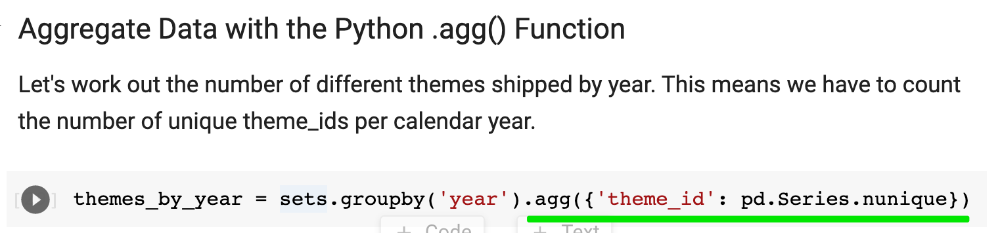 Aggregate Data with the Python .agg() Function
Let's work out the number of different themes shipped by year. This means we have to count
the number of unique theme_ids per calendar year.
[ ] themes_by_year = sets.groupby('year').agg({'theme_id': pd.Series.nunique})
+ Code + Text